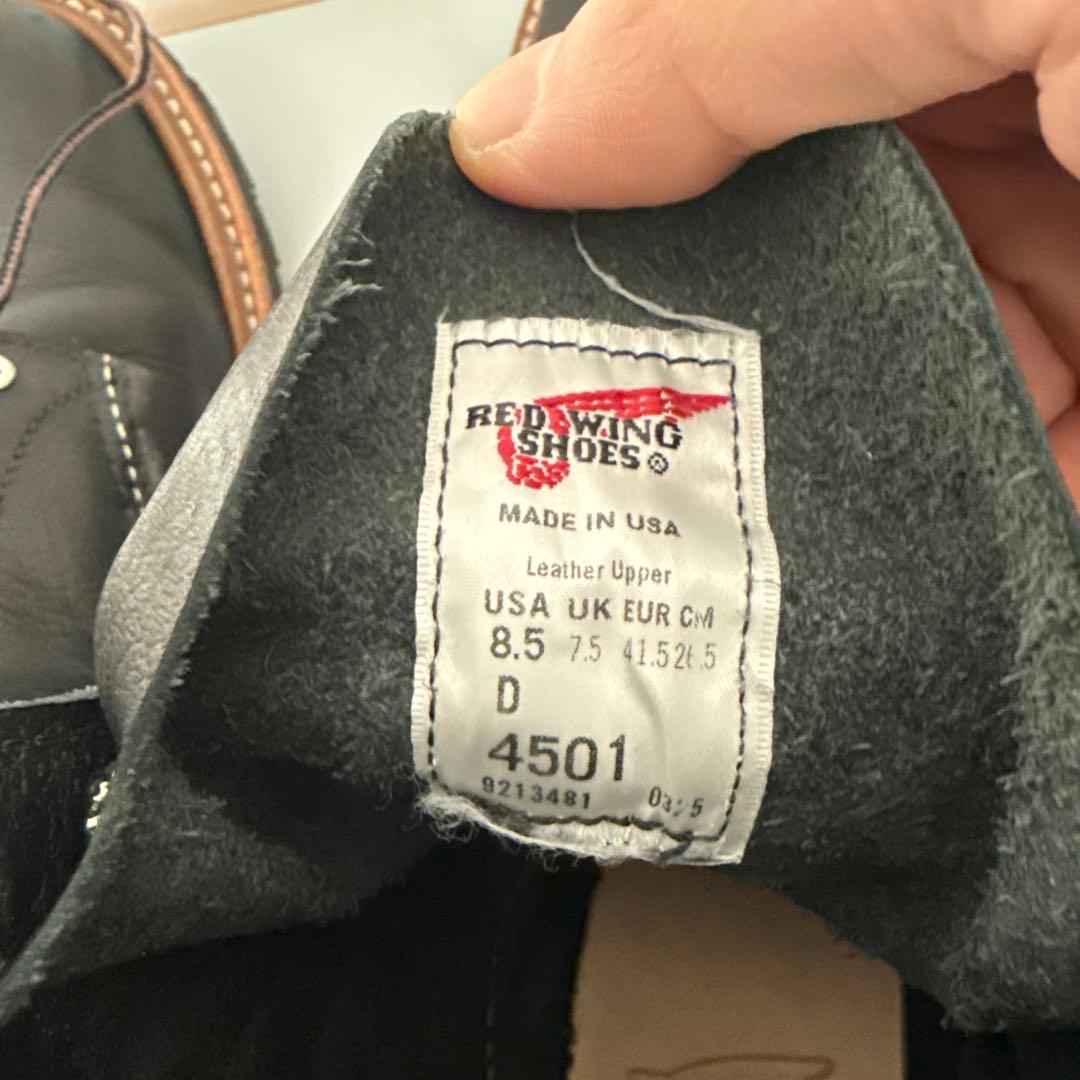 RED WING
SHOES ®
MADE IN USA
Leather Upper
USA UK EUR CM
8.5 7.5 41.5 26.5
D
4501
9213481